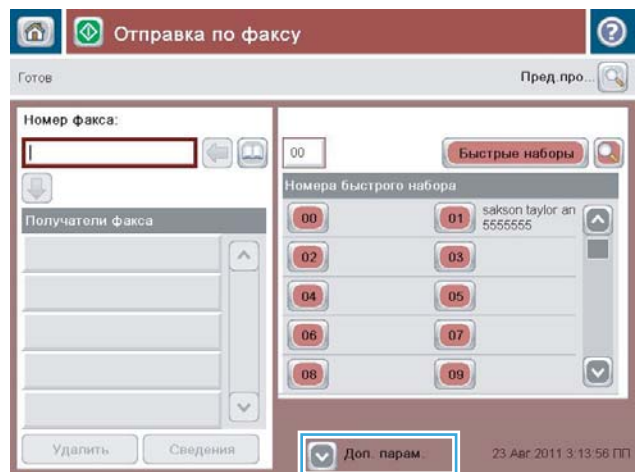 Отправка по факсу
Готов
Пред.про...
Номер факса:
00
Быстрые наборы
Номера быстрого набора
Получатели факса
00
01
sakson taylor an
5555555
02
03
04
05
06
07
08
09
Удалить
Сведения
Доп. парам.
23 Авг 2011 3:13:56 ПП